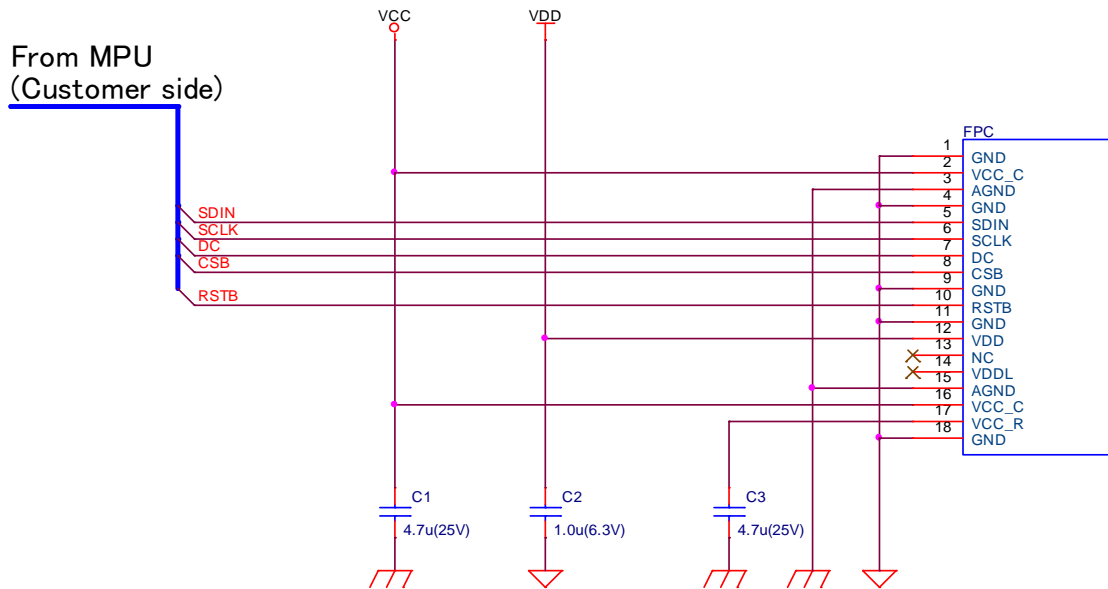 VCC
VDD
From MPU
(Customer side)
FPC
1
GND
2
VCC_C
3
AGND
4
GND
SDIN
5
SDIN
SCLK
6
SCLK
DC
7
DC
CSB
8
CSB
9
GND
RSTB
10
RSTB
11
GND
12
VDD
13
NC
14
VDDL
15
AGND
16
VCC_C
17
VCC_R
18
GND
C1
4.7u(25V)
C2
1.0u(6.3V)
C3
4.7u(25V)